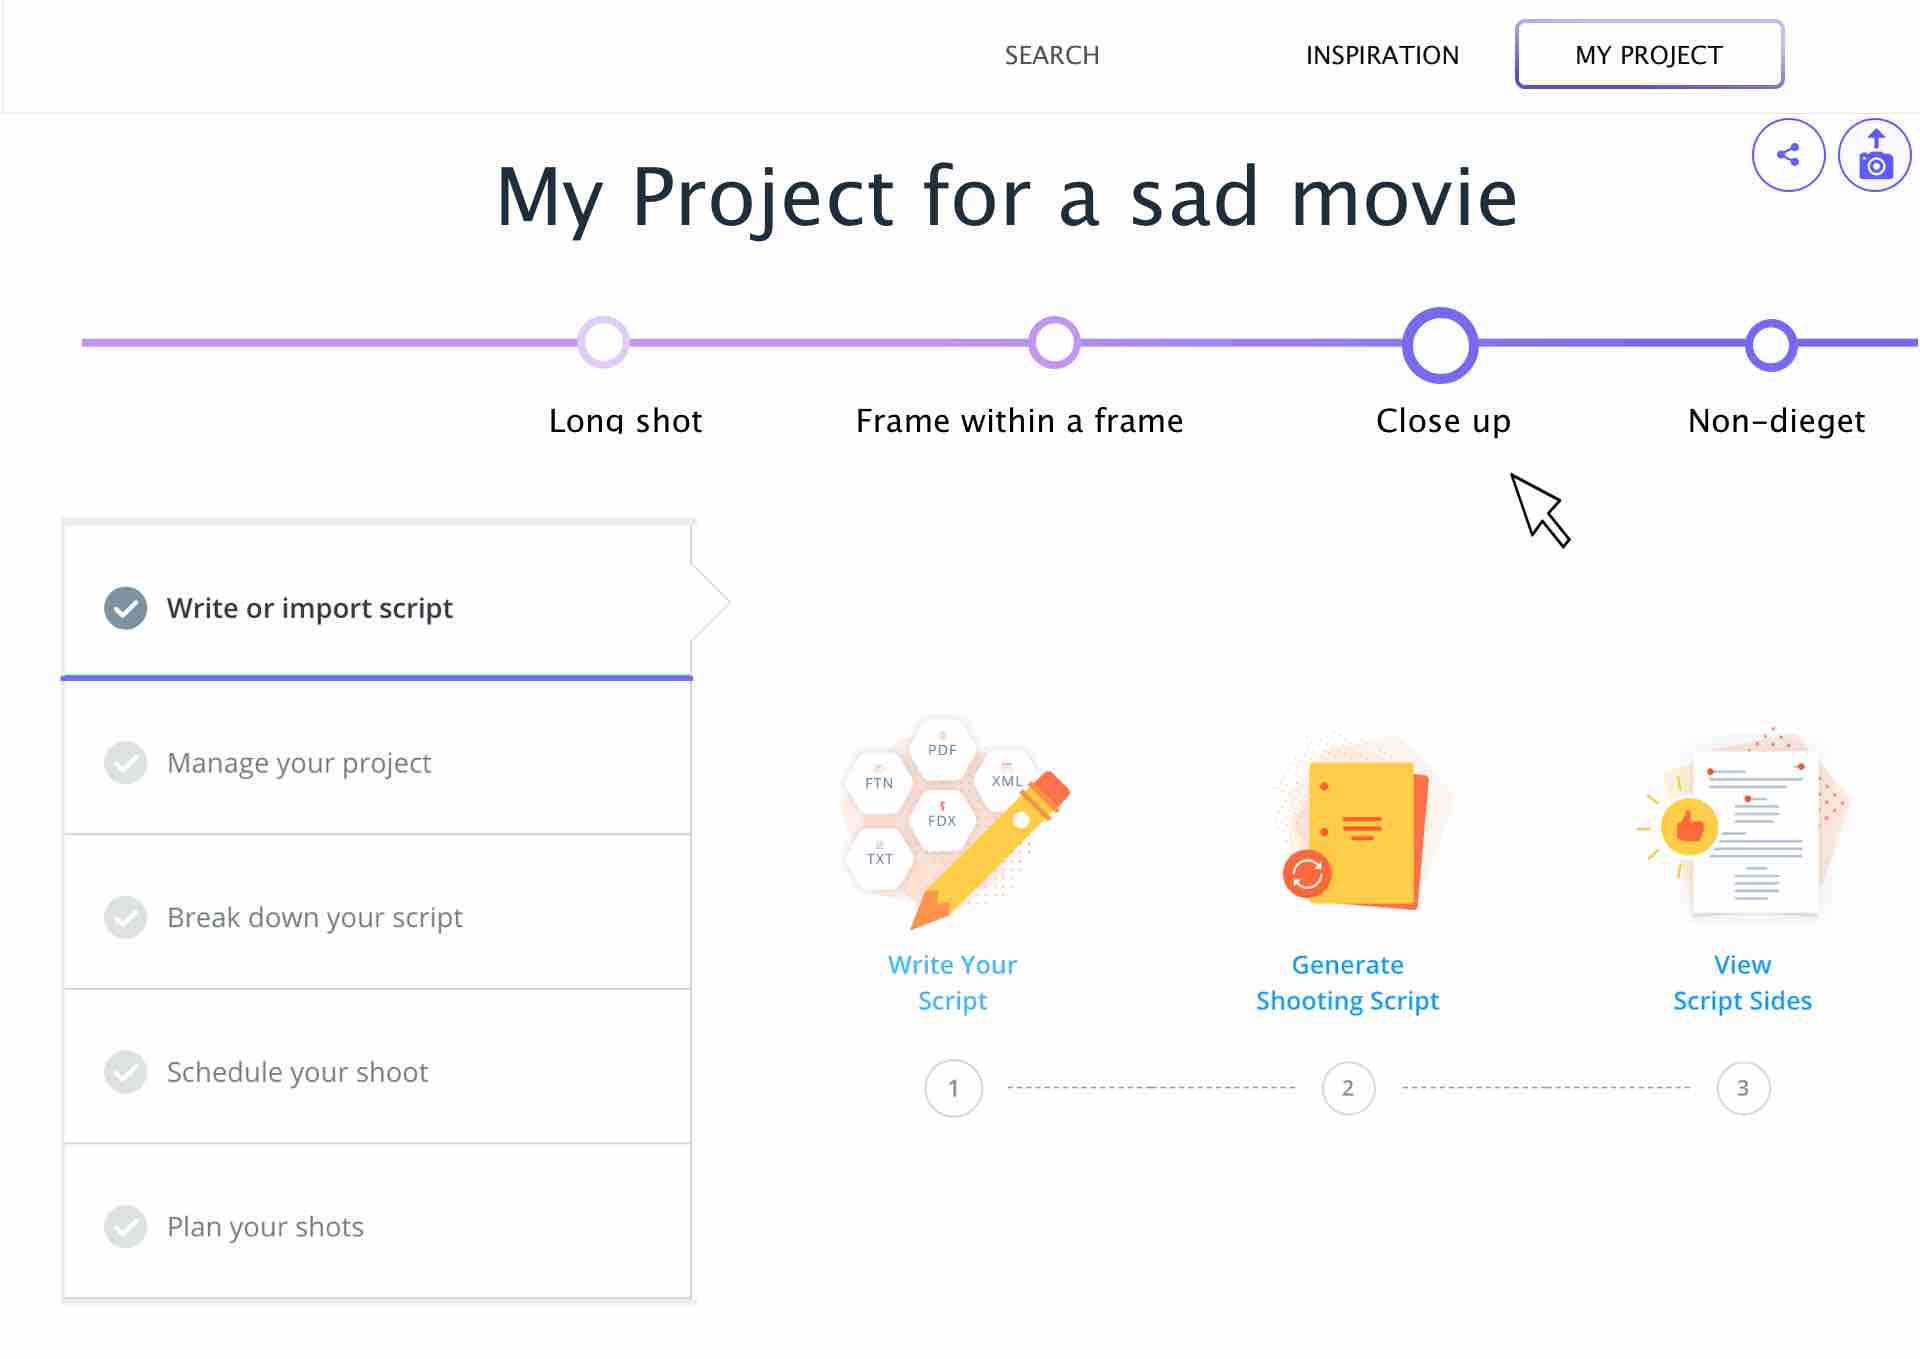 SEARCH INSPIRATION MY PROJECT
My Project for a sad movie
Long shot Frame within a frame Close up Non-dieget
Write or import script
Manage your project
Break down your script
Schedule your shoot
Plan your shots
PDF
FTN XML
FDX
TXT
Write Your
Script
Generate
Shooting Script
View
Script Sides
1 2 3